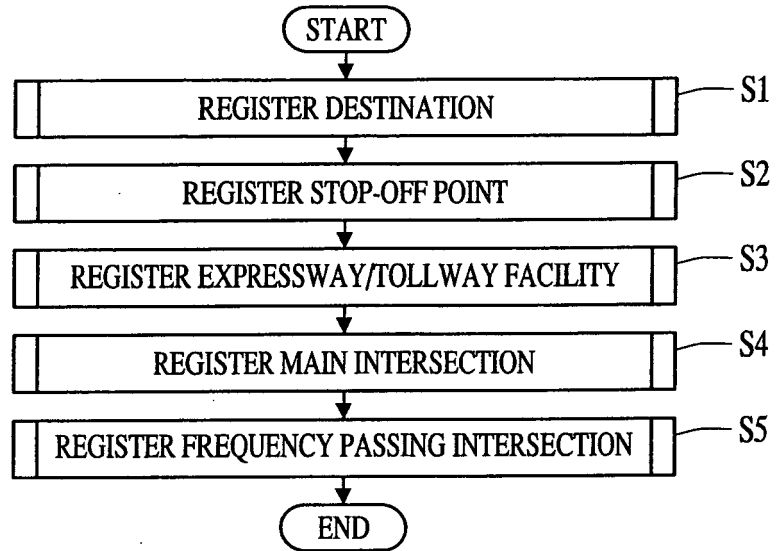 START
REGISTER DESTINATION
S1
REGISTER STOP-OFF POINT
S2
REGISTER EXPRESSWAY/TOLLWAY FACILITY
S3
REGISTER MAIN INTERSECTION
S4
REGISTER FREQUENCY PASSING INTERSECTION
S5
END